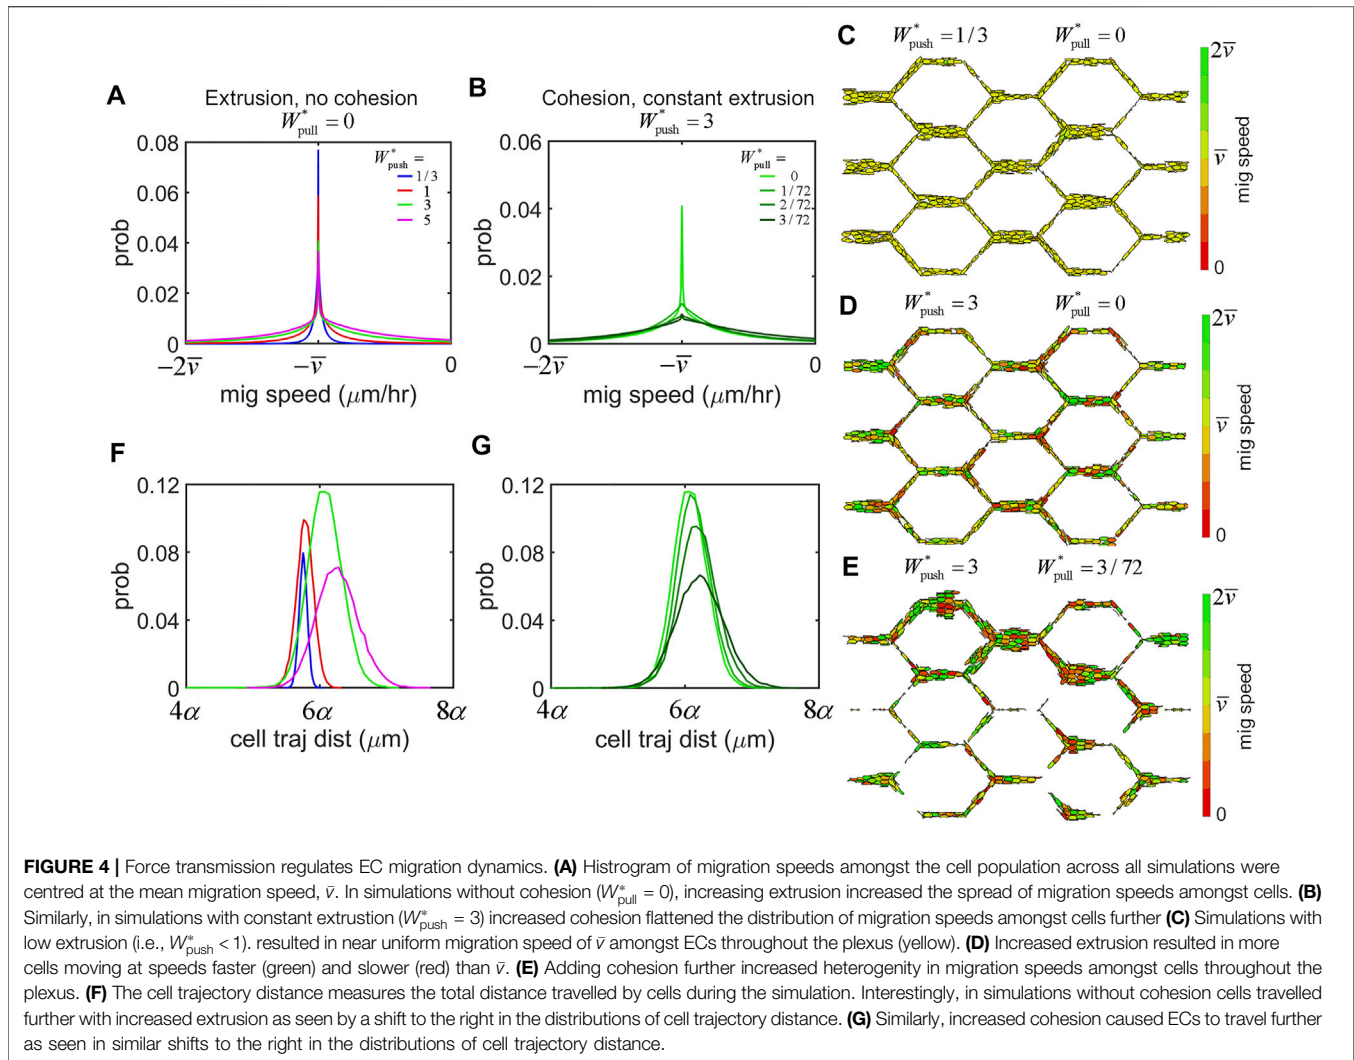 A
Extrusion, no cohesion
W*pull = 0
0.08
0.06
0.04
0.02
0
prob
W*push =
1/3
1
3
5
−2v̄
−v̄
0
mig speed (μm/hr)
B
Cohesion, constant extrusion
W*push = 3
0.06
0.04
0.02
0
prob
W*pull =
0
1/72
2/72
3/72
−2v̄
−v̄
0
mig speed (μm/hr)
C
W*push = 1/3
W*pull = 0
2v̄
v̄
0
mig speed
D
W*push = 3
W*pull = 0
2v̄
v̄
0
mig speed
E
W*push = 3
W*pull = 3/72
2v̄
v̄
0
mig speed
F
0.12
0.08
0.04
0
prob
4α
6α
8α
cell traj dist (μm)
G
0.12
0.08
0.04
0
prob
4α
6α
8α
cell traj dist (μm)
FIGURE 4 | Force transmission regulates EC migration dynamics. (A) Histrogram of migration speeds amongst the cell population across all simulations were
centred at the mean migration speed, v̄. In simulations without cohesion (W*pull = 0), increasing extrusion increased the spread of migration speeds amongst cells. (B)
Similarly, in simulations with constant extrustion (W*push = 3) increased cohesion flattened the distribution of migration speeds amongst cells further (C) Simulations with
low extrusion (i.e., W*push < 1). resulted in near uniform migration speed of v̄ amongst ECs throughout the plexus (yellow). (D) Increased extrusion resulted in more
cells moving at speeds faster (green) and slower (red) than v̄. (E) Adding cohesion further increased heterogenity in migration speeds amongst cells throughout the
plexus. (F) The cell trajectory distance measures the total distance travelled by cells during the simulation. Interestingly, in simulations without cohesion cells travelled
further with increased extrusion as seen by a shift to the right in the distributions of cell trajectory distance. (G) Similarly, increased cohesion caused ECs to travel further
as seen in similar shifts to the right in the distributions of cell trajectory distance.